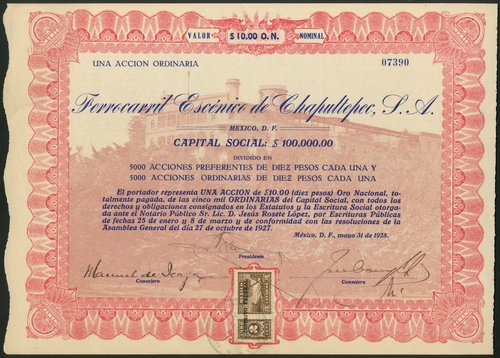 VALOR $10.00 O. N. NOMINAL
UNA ACCION ORDINARIA 07390
Ferrocarril Escénico de Chapultepec, S. A.
MEXICO, D. F.
CAPITAL SOCIAL: $ 100,000.00
DIVIDIDO EN
5000 ACCIONES PREFERENTES DE DIEZ PESOS CADA UNA Y
5000 ACCIONES ORDINARIAS DE DIEZ PESOS CADA UNA
El portador representa UNA ACCION de $10.00 (diez pesos) Oro Nacional, to-
talmente pagada, de las cinco mil ORDINARIAS del Capital Social, con todos los
derechos y obligaciones consignados en los Estatutos y la Escritura Social otorga-
da ante el Notario Público Sr. Lic. D. Jesús Rosete López, por Escrituras Públicas
de fechas 25 de enero y 8 de marzo y de conformidad con las resoluciones de la
Asamblea General del día 27 de octubre de 1927.
México, D. F., mayo 31 de 1928.
Presidente
Manuel de Icaza
Consejero Consejero